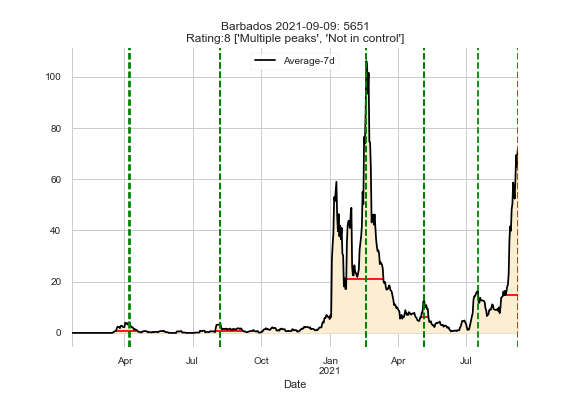 Barbados 2021-09-09: 5651
Rating:8 ['Multiple peaks', 'Not in control']
Average-7d
100
80
60
40
20
0
Apr Jul Oct Jan Apr Jul
2021
Date